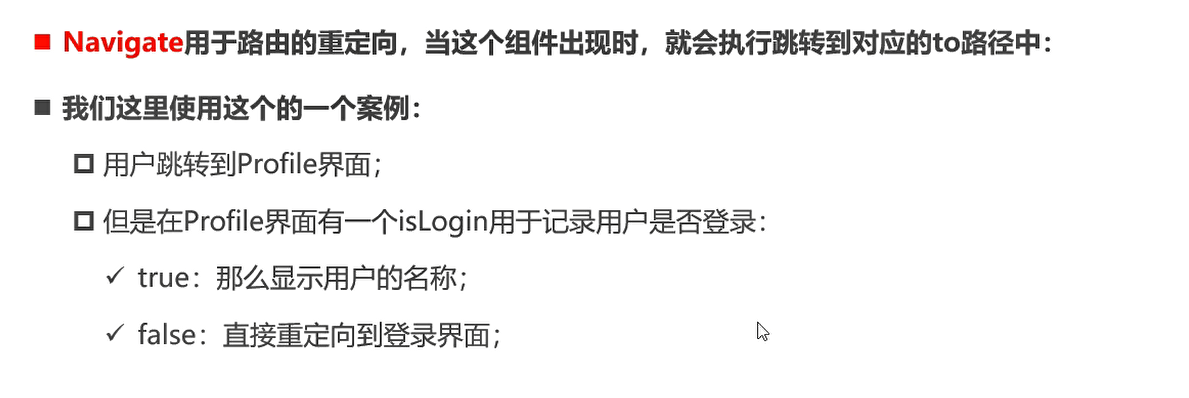 Navigate用于路由的重定向，当这个组件出现时，就会执行跳转到对应的to路径中：
我们这里使用这个的一个案例：
用户跳转到Profile界面；
但是在Profile界面有一个isLogin用于记录用户是否登录：
true：那么显示用户的名称；
false：直接重定向到登录界面；